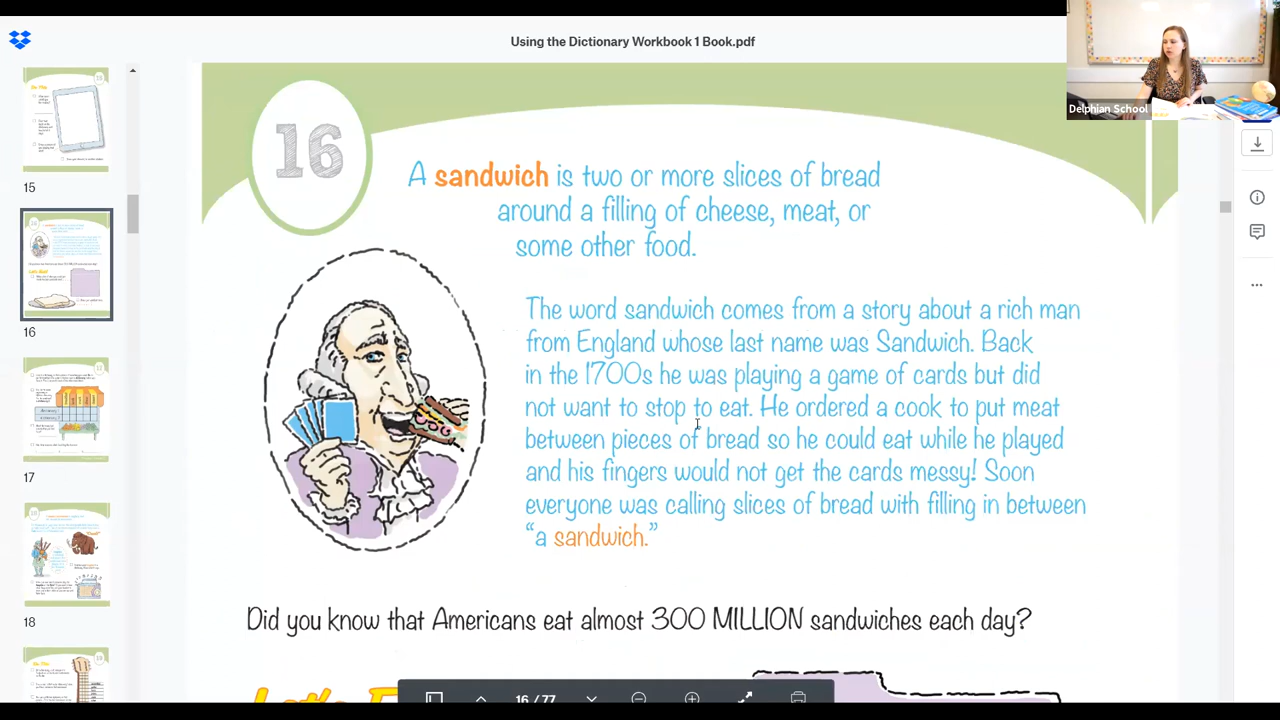 Using the Dictionary Workbook 1 Book.pdf
Delphian School
15
16
17
18
16
A sandwich is two or more slices of bread
around a filling of cheese, meat, or
some other food.
The word sandwich comes from a story about a rich man
from England whose last name was Sandwich. Back
in the 1700s he was playing a game of cards but did
not want to stop to eat. He ordered a cook to put meat
between pieces of bread so he could eat while he played
and his fingers would not get the cards messy! Soon
everyone was calling slices of bread with filling in between
“a sandwich.”
Did you know that Americans eat almost 300 MILLION sandwiches each day?
Let's
16 / 77